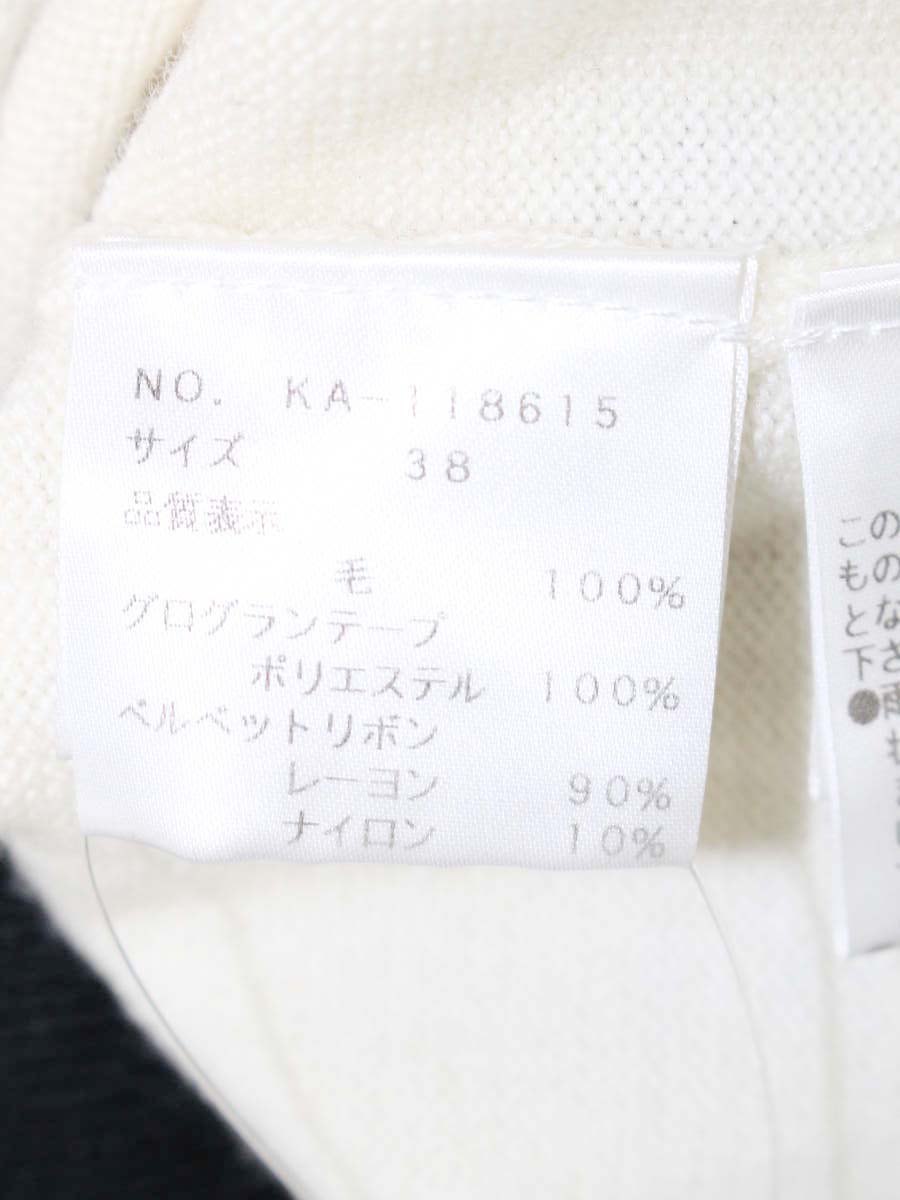 NO. KA-118615
サイズ 38
品質表示
毛 100%
グログランテープ
ポリエステル 100%
ベルベットリボン
レーヨン 90%
ナイロン 10%
この
もの
とな
下さ
●雨